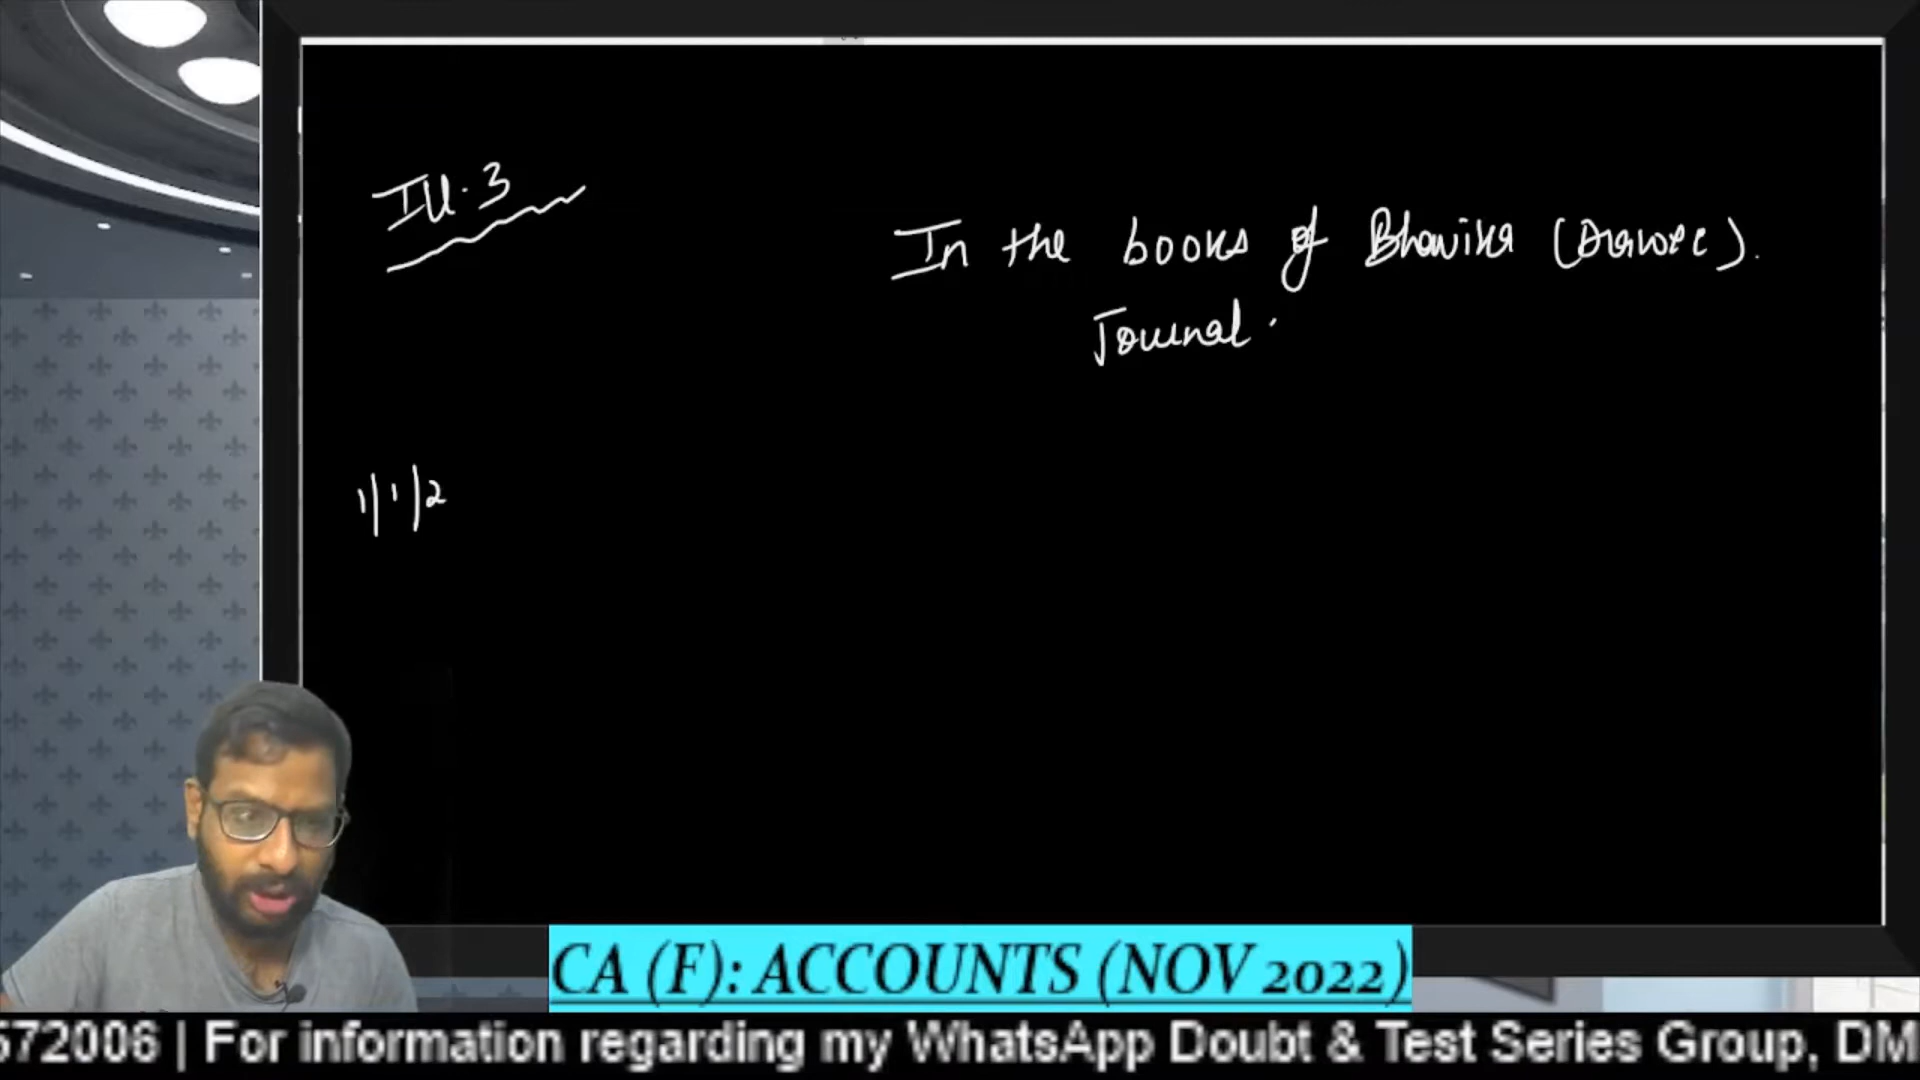 Ill.3
In the books of Bhavika (Drawee).
Journal.
1/1/2
CA (F): ACCOUNTS (NOV 2022)
572006 | For information regarding my WhatsApp Doubt & Test Series Group, DM